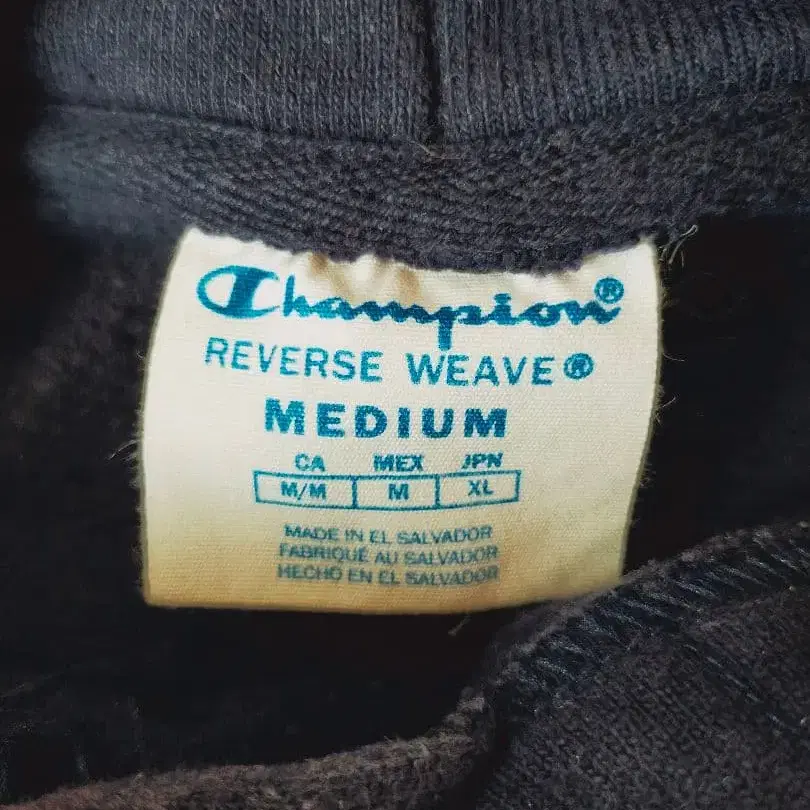 Champion®
REVERSE WEAVE®
MEDIUM
CA MEX JPN
M/M M XL
MADE IN EL SALVADOR
FABRIQUÉ AU SALVADOR
HECHO EN EL SALVADOR